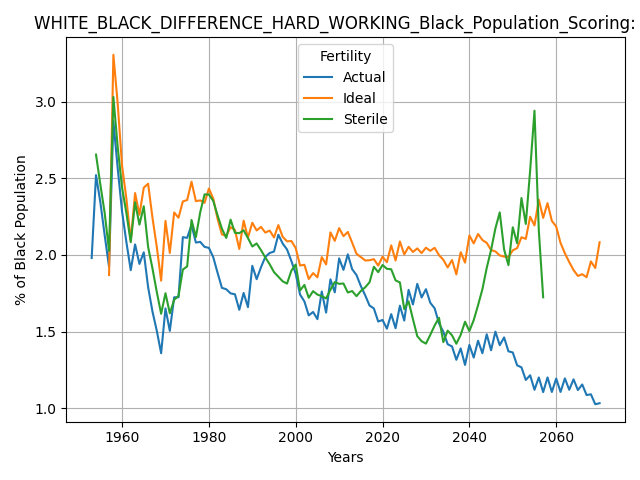 WHITE_BLACK_DIFFERENCE_HARD_WORKING_Black_Population_Scoring:
Fertility
Actual
Ideal
Sterile
% of Black Population
3.0
2.5
2.0
1.5
1.0
1960 1980 2000 2020 2040 2060
Years